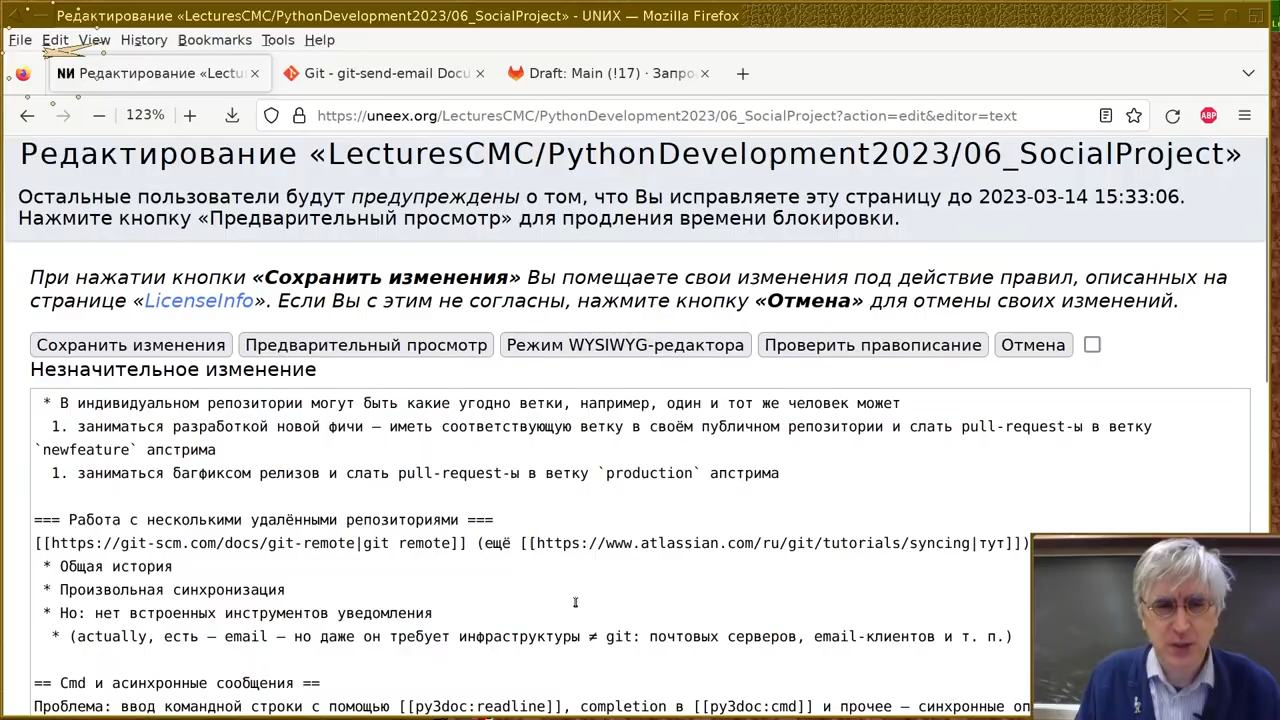 Редактирование «LecturesCMC/PythonDevelopment2023/06_SocialProject» - UNИX — Mozilla Firefox
File Edit View History Bookmarks Tools Help
NИ Редактирование «Lectu
Git - git-send-email Docu
Draft: Main (!17) · Запро
123%
https://uneex.org/LecturesCMC/PythonDevelopment2023/06_SocialProject?action=edit&editor=text
ABP
Редактирование «LecturesCMC/PythonDevelopment2023/06_SocialProject»
Остальные пользователи будут предупреждены о том, что Вы исправляете эту страницу до 2023-03-14 15:33:06.
Нажмите кнопку «Предварительный просмотр» для продления времени блокировки.
При нажатии кнопки «Сохранить изменения» Вы помещаете свои изменения под действие правил, описанных на
странице «LicenseInfo». Если Вы с этим не согласны, нажмите кнопку «Отмена» для отмены своих изменений.
Сохранить изменения Предварительный просмотр Режим WYSIWYG-редактора Проверить правописание Отмена
Незначительное изменение
* В индивидуальном репозитории могут быть какие угодно ветки, например, один и тот же человек может
1. заниматься разработкой новой фичи — иметь соответствующую ветку в своём публичном репозитории и слать pull-request-ы в ветку
`newfeature` апстрима
1. заниматься багфиксом релизов и слать pull-request-ы в ветку `production` апстрима
=== Работа с несколькими удалёнными репозиториями ===
[[https://git-scm.com/docs/git-remote|git remote]] (ещё [[https://www.atlassian.com/ru/git/tutorials/syncing|тут]])
* Общая история
* Произвольная синхронизация
* Но: нет встроенных инструментов уведомления
* (actually, есть — email — но даже он требует инфраструктуры ≠ git: почтовых серверов, email-клиентов и т. п.)
== Cmd и асинхронные сообщения ==
Проблема: ввод командной строки с помощью [[py3doc:readline]], completion в [[py3doc:cmd]] и прочее — синхронные оп